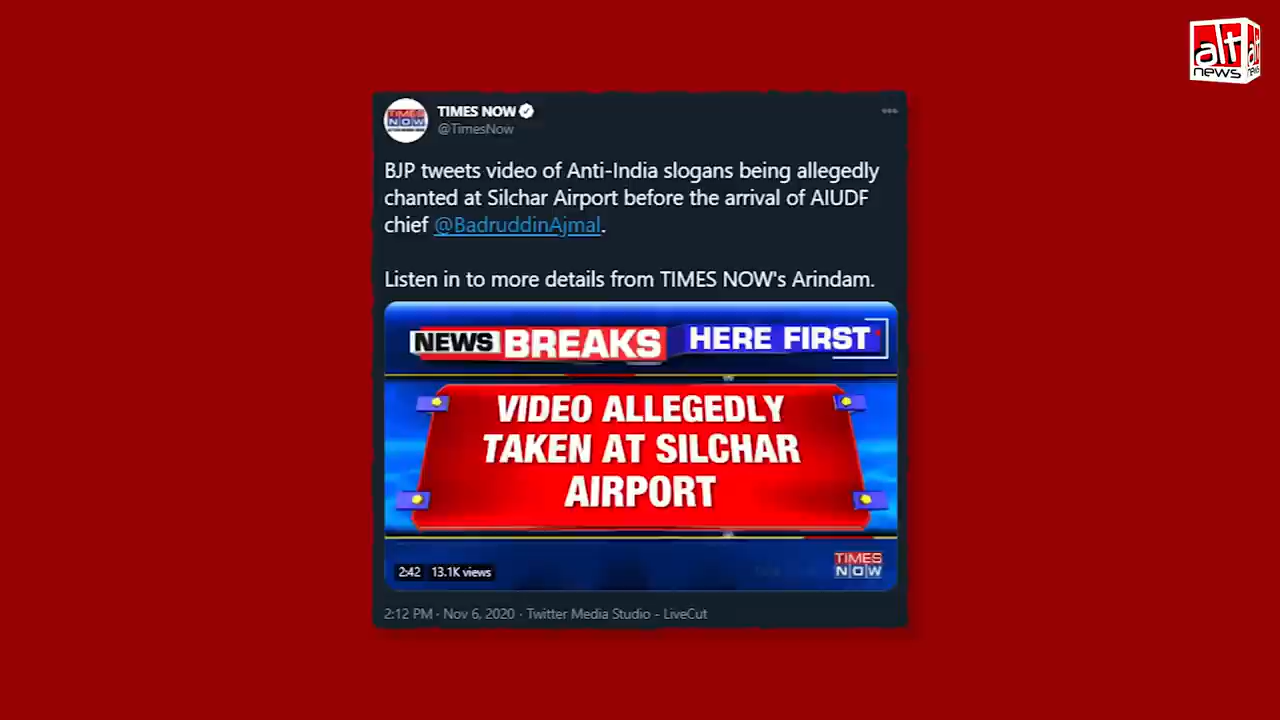 alt
news
TIMES NOW
@TimesNow
BJP tweets video of Anti-India slogans being allegedly
chanted at Silchar Airport before the arrival of AIUDF
chief @BadruddinAjmal.
Listen in to more details from TIMES NOW's Arindam.
NEWS BREAKS HERE FIRST
VIDEO ALLEGEDLY
TAKEN AT SILCHAR
AIRPORT
2:42 13.1K views
TIMES
NOW
2:12 PM · Nov 6, 2020 · Twitter Media Studio - LiveCut